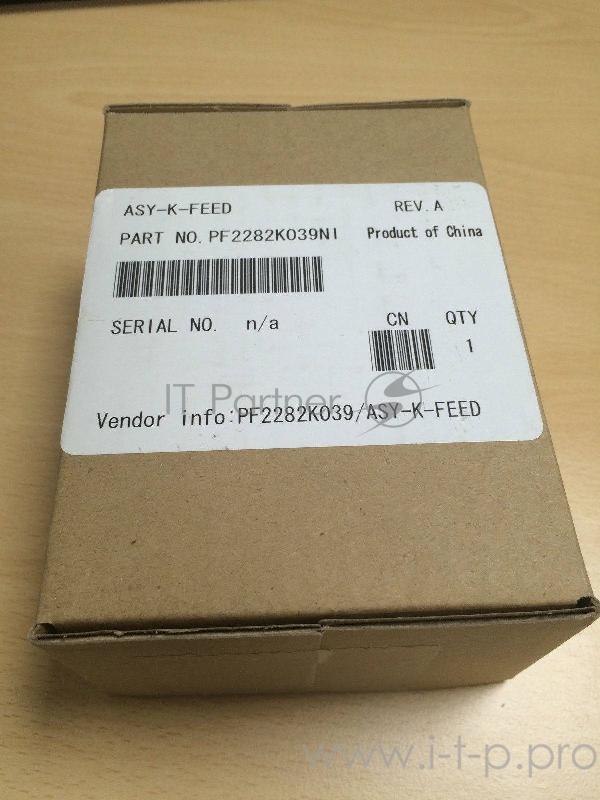 ASY-K-FEED REV.A
PART NO.PF2282K039NI Product of China
SERIAL NO. n/a CN QTY
1
IT Partner
Vendor info:PF2282K039/ASY-K-FEED
www.i-t-p.pro